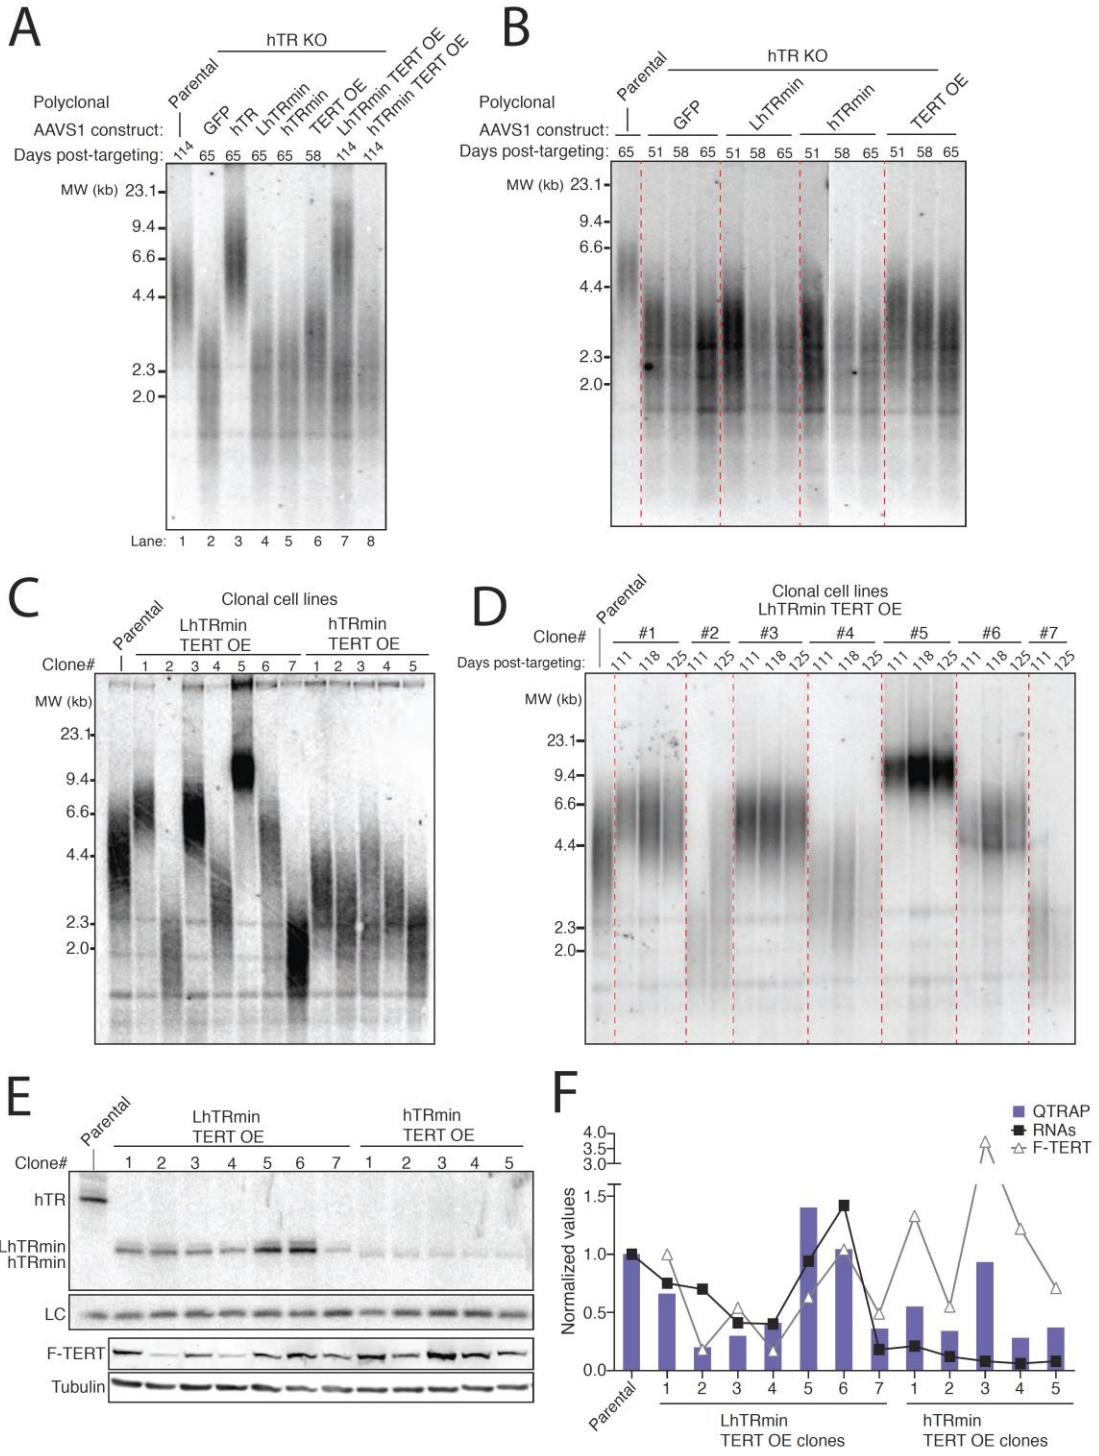 A
hTR KO
Polyclonal
AAVS1 construct:
Parental GFP hTR LhTRmin hTRmin TERT OE LhTRmin TERT OE hTRmin TERT OE
Days post-targeting: 114 65 65 65 65 58 114 114
MW (kb) 23.1
9.4
6.6
4.4
2.3
2.0
Lane: 1 2 3 4 5 6 7 8
B
hTR KO
Polyclonal
AAVS1 construct:
Parental GFP LhTRmin hTRmin TERT OE
Days post-targeting: 65 51 58 65 51 58 65 51 58 65 51 58 65
MW (kb) 23.1
9.4
6.6
4.4
2.3
2.0
C
Clonal cell lines
Parental
LhTRmin TERT OE
hTRmin TERT OE
Clone# 1 2 3 4 5 6 7 1 2 3 4 5
MW (kb)
23.1
9.4
6.6
4.4
2.3
2.0
D
Clonal cell lines
LhTRmin TERT OE
Parental
Clone# #1 #2 #3 #4 #5 #6 #7
Days post-targeting: 111 118 125 111 125 111 118 125 111 118 125 111 118 125 111 118 125 111 125
MW (kb)
23.1
9.4
6.6
4.4
2.3
2.0
E
Parental
LhTRmin TERT OE
hTRmin TERT OE
Clone# 1 2 3 4 5 6 7 1 2 3 4 5
hTR
LhTRmin
hTRmin
LC
F-TERT
Tubulin
F
QTRAP
RNAs
F-TERT
Normalized values
4.0
3.5
3.0
1.5
1.0
0.5
0.0
Parental 1 2 3 4 5 6 7 1 2 3 4 5
LhTRmin TERT OE clones
hTRmin TERT OE clones